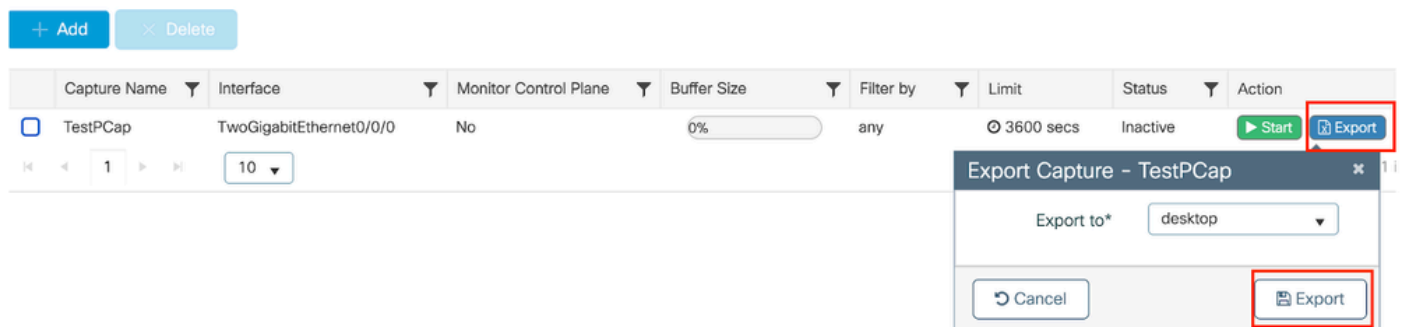 + Add × Delete
Capture Name Interface Monitor Control Plane Buffer Size Filter by Limit Status Action
TestPCap TwoGigabitEthernet0/0/0 No 0% any 3600 secs Inactive Start Export
1 10 1 i
Export Capture - TestPCap ×
Export to* desktop
Cancel Export